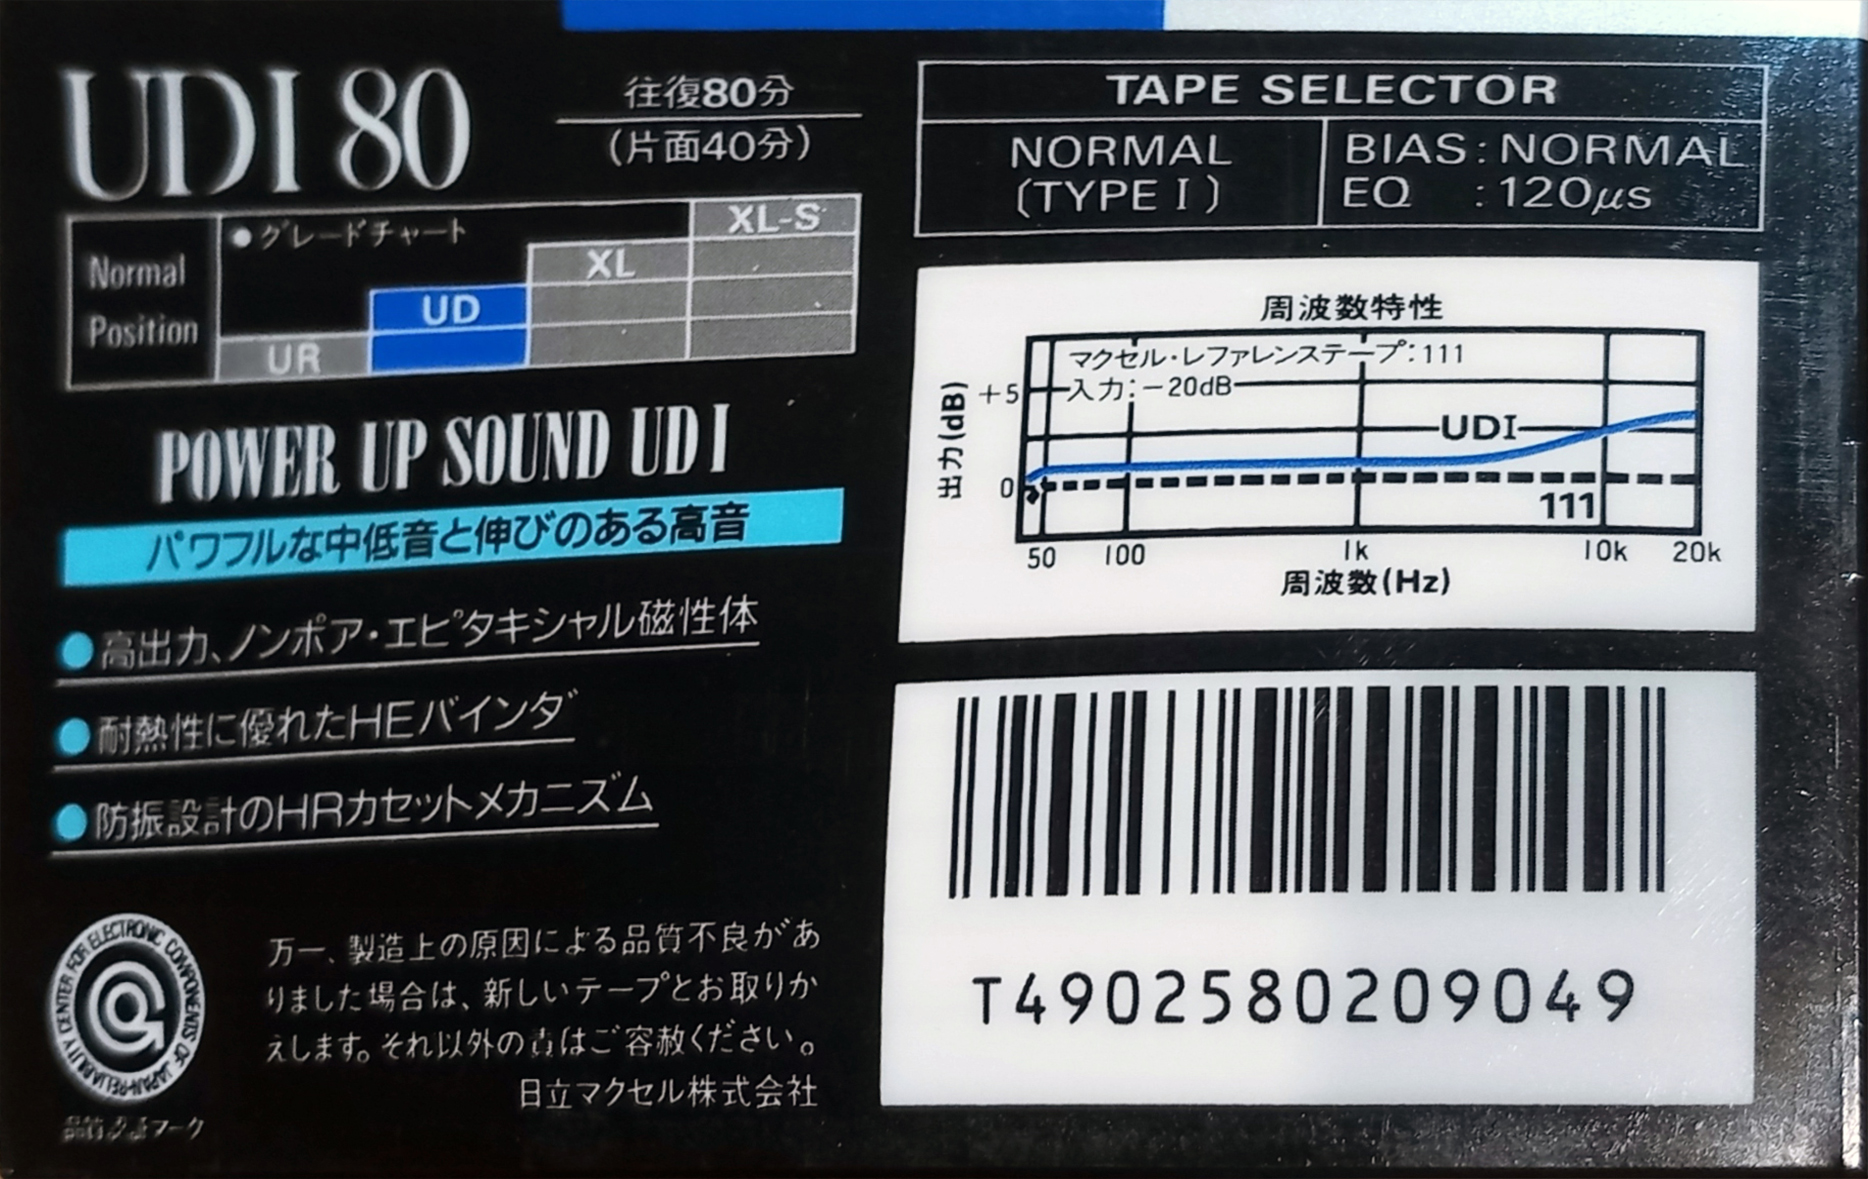 UDI 80
往復80分
(片面40分)
Normal
Position
●グレードチャート
XL-S
XL
UD
UR
POWER UP SOUND UD I
パワフルな中低音と伸びのある高音
●高出力、ノンポア・エピタキシャル磁性体
●耐熱性に優れたHEバインダ
●防振設計のHRカセットメカニズム
RELIABILITY CENTER FOR ELECTRONIC COMPONENTS OF JAPAN
マーク
万一、製造上の原因による品質不良があ
りました場合は、新しいテープとお取りか
えします。それ以外の責はご容赦ください。
日立マクセル株式会社
TAPE SELECTOR
NORMAL
(TYPE I)
BIAS : NORMAL
EQ : 120μs
周波数特性
マクセル・レファレンステープ:111
入力:-20dB
出力(dB)
+5
0
UDI
111
50 100 1k 10k 20k
周波数(Hz)
T4902580209049